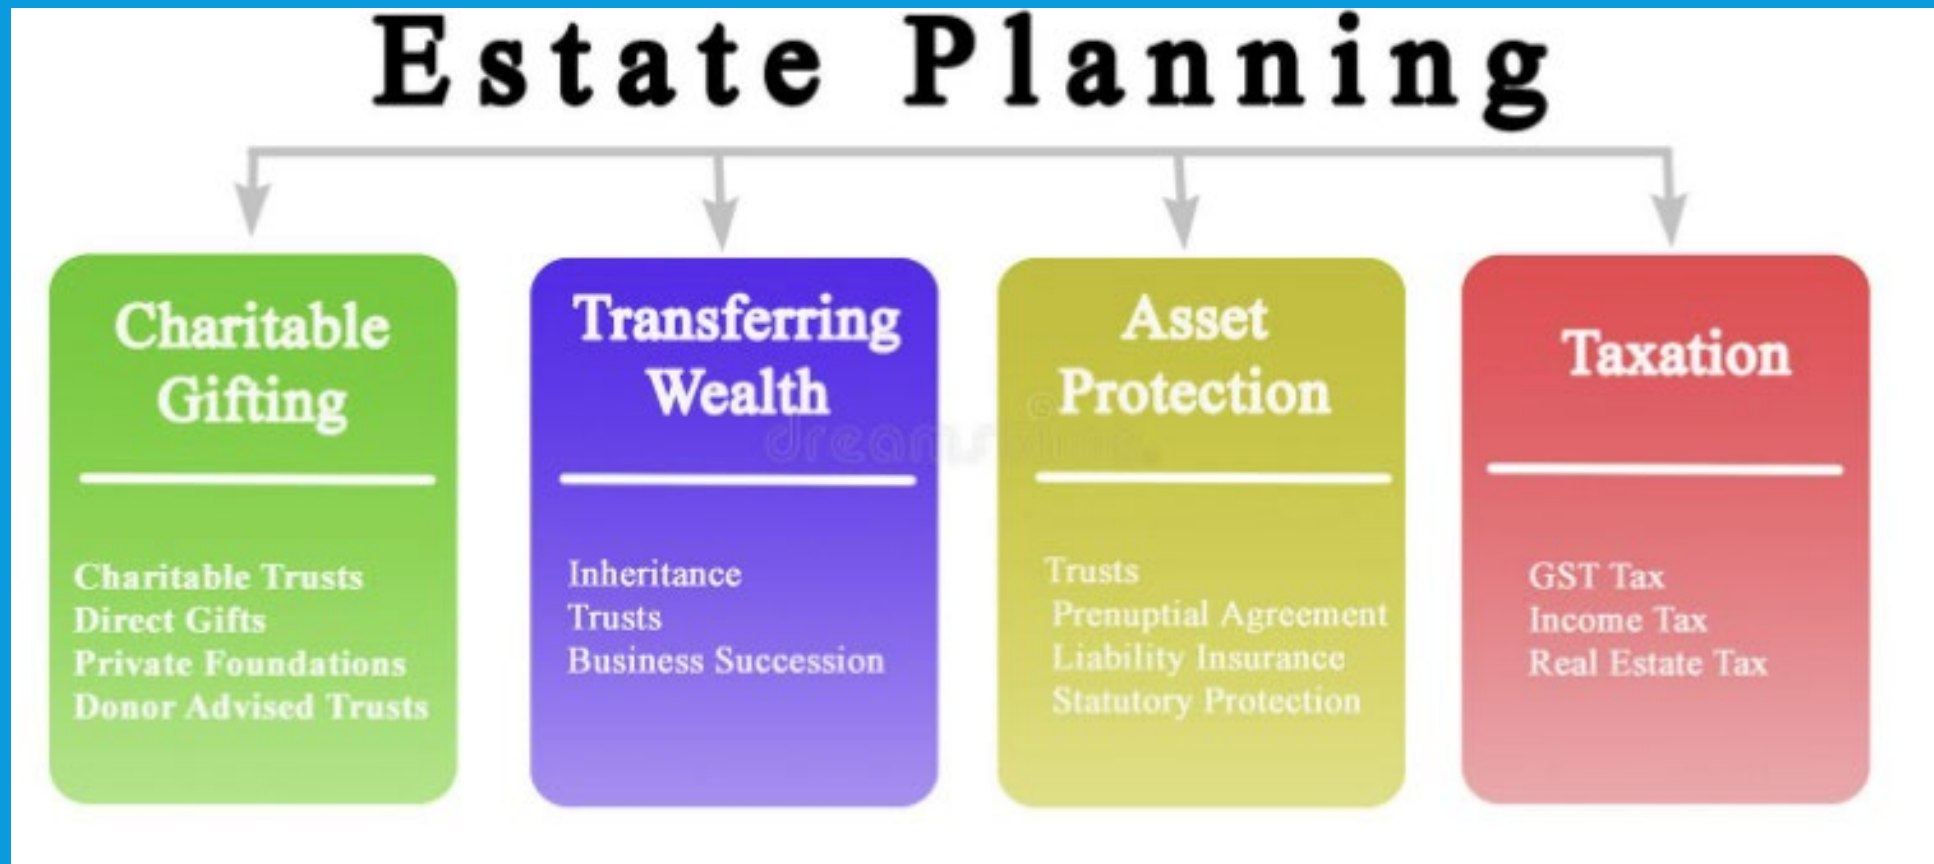 Estate Planning
Charitable
Gifting
Charitable Trusts
Direct Gifts
Private Foundations
Donor Advised Trusts
Transferring
Wealth
Inheritance
Trusts
Business Succession
Asset
Protection
Trusts
Prenuptial Agreement
Liability Insurance
Statutory Protection
Taxation
GST Tax
Income Tax
Real Estate Tax